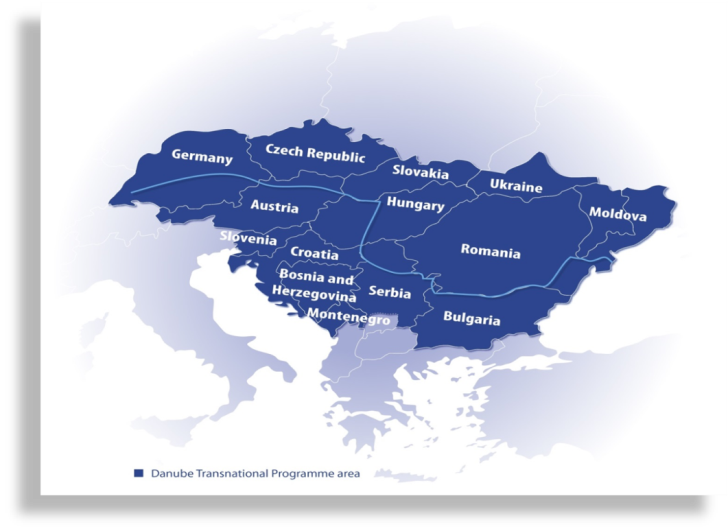 Germany
Czech Republic
Slovakia
Ukraine
Austria
Hungary
Moldova
Slovenia
Croatia
Romania
Bosnia and
Herzegovina
Serbia
Montenegro
Bulgaria
Danube Transnational Programme area